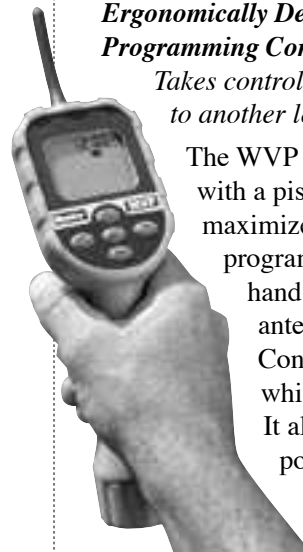 Ergonomically De
Programming Con
Takes control
to another le
The WVP
with a pis
maximize
program
hand
ante
Con
whi
It al
po